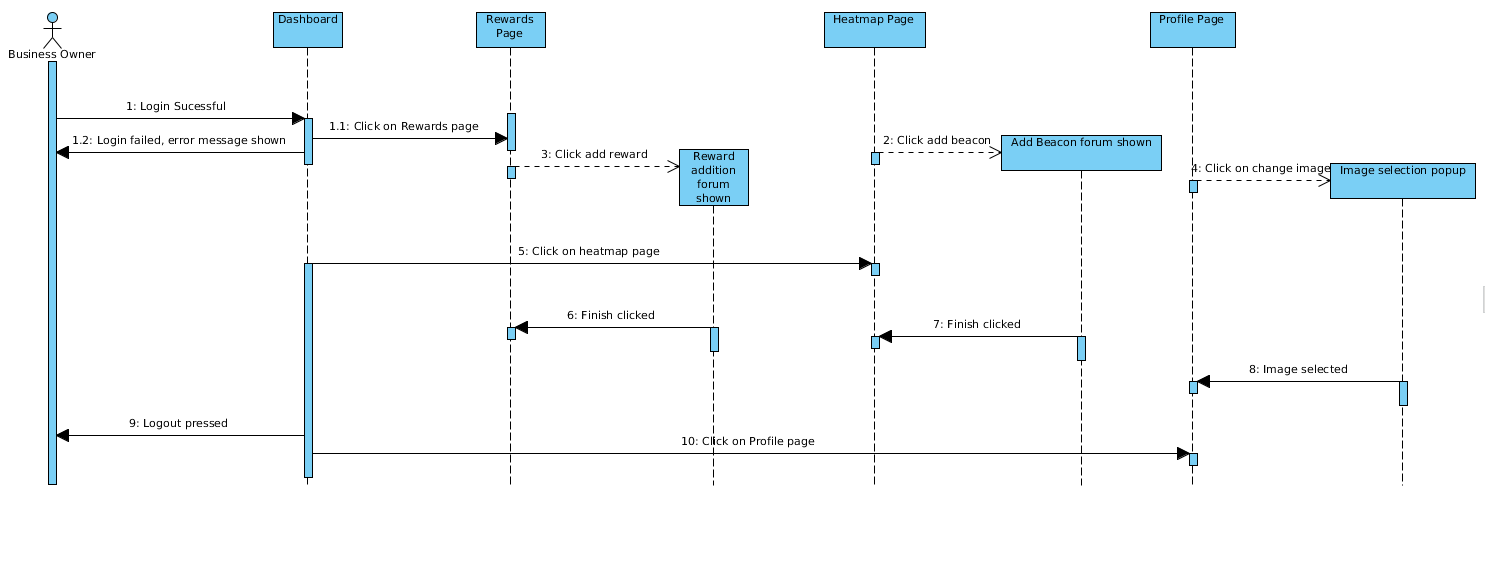 Business Owner
Dashboard
Rewards
Page
Heatmap Page
Profile Page
1: Login Sucessful
1.1: Click on Rewards page
1.2: Login failed, error message shown
2: Click add beacon
Add Beacon forum shown
3: Click add reward
Reward
addition
forum
shown
4: Click on change image
Image selection popup
5: Click on heatmap page
6: Finish clicked
7: Finish clicked
8: Image selected
9: Logout pressed
10: Click on Profile page